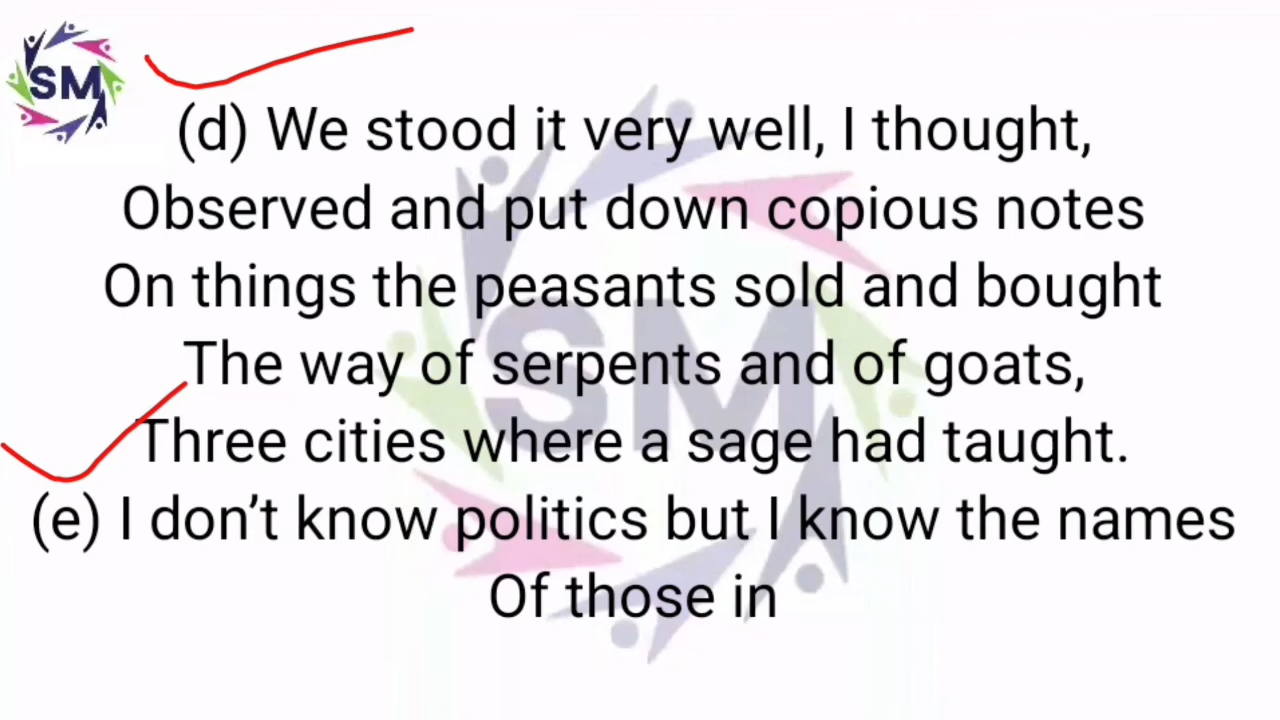 SM
(d) We stood it very well, I thought,
Observed and put down copious notes
On things the peasants sold and bought
The way of serpents and of goats,
Three cities where a sage had taught.
(e) I don’t know politics but I know the names
Of those in